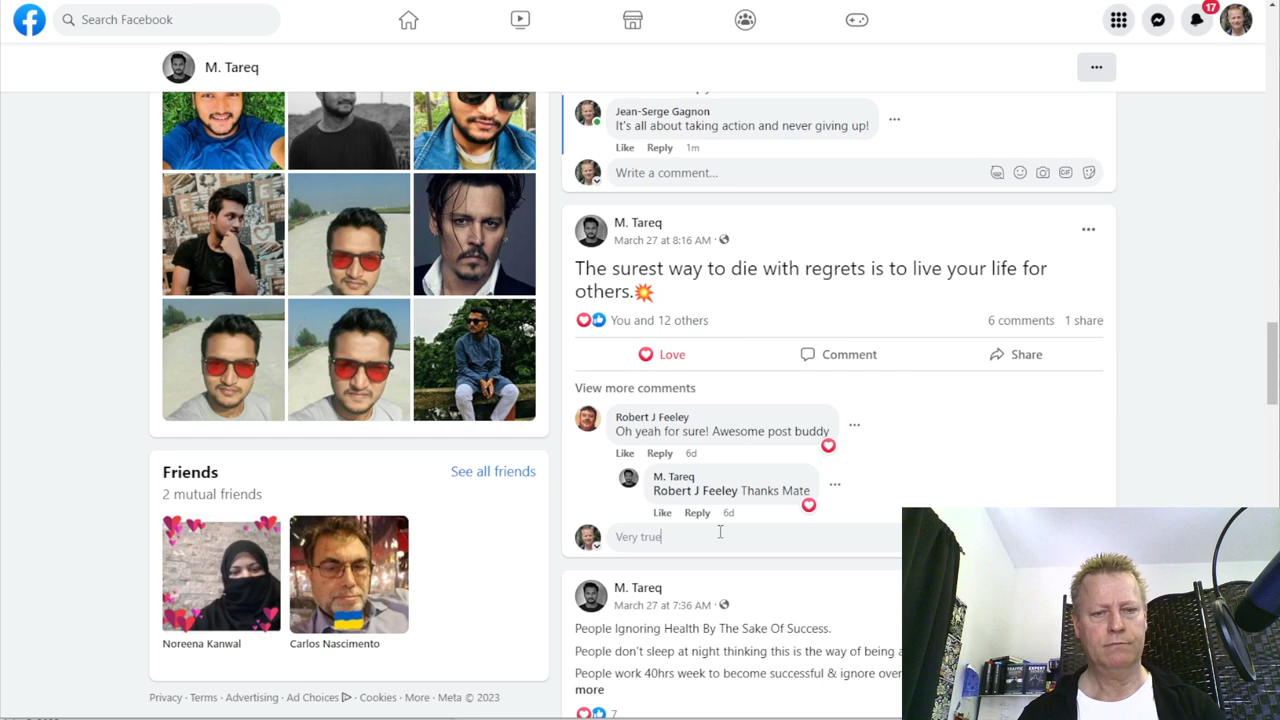 Search Facebook
17
M. Tareq
Jean-Serge Gagnon
It's all about taking action and never giving up!
Like Reply 1m
Write a comment...
GIF
M. Tareq
March 27 at 8:16 AM ·
The surest way to die with regrets is to live your life for
others.💥
You and 12 others
6 comments 1 share
Love
Comment
Share
View more comments
Robert J Feeley
Oh yeah for sure! Awesome post buddy
Like Reply 6d
M. Tareq
Robert J Feeley Thanks Mate
Like Reply 6d
Very true
M. Tareq
March 27 at 7:36 AM ·
People Ignoring Health By The Sake Of Success.
People don't sleep at night thinking this is the way of being a
People work 40hrs week to become successful & ignore over
more
7
Friends
See all friends
2 mutual friends
Noreena Kanwal
Carlos Nascimento
Privacy · Terms · Advertising · Ad Choices · Cookies · More · Meta © 2023